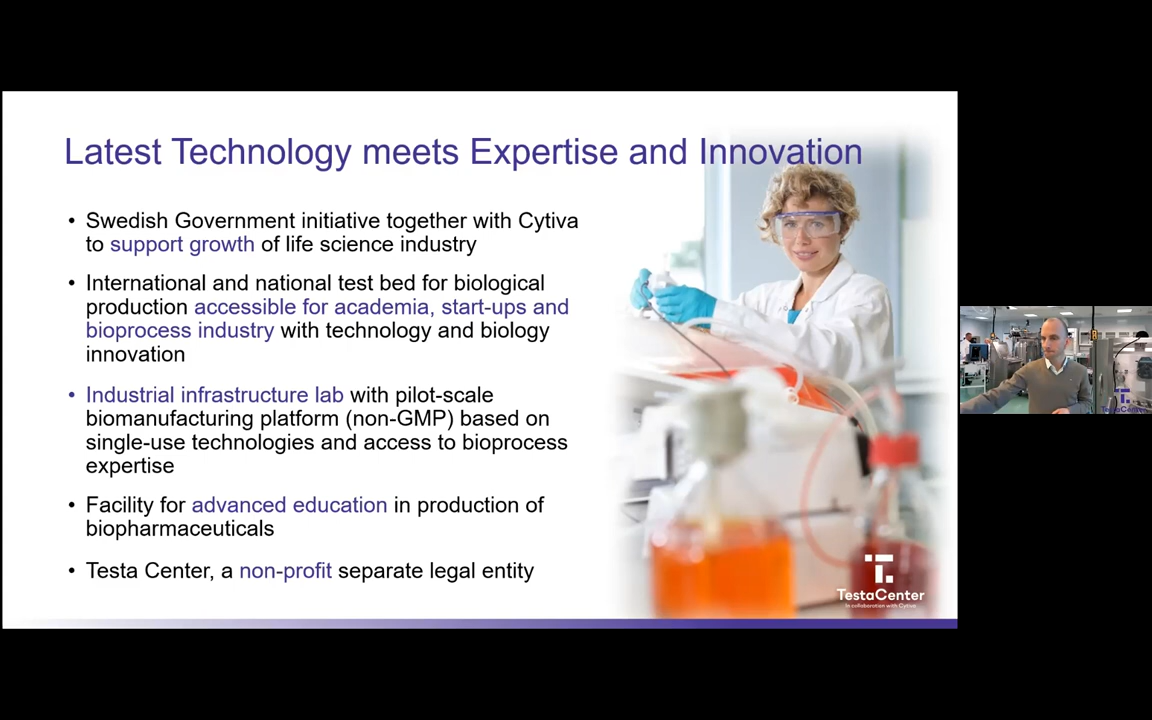 Latest Technology meets Expertise and Innovation
• Swedish Government initiative together with Cytiva
to support growth of life science industry
• International and national test bed for biological
production accessible for academia, start-ups and
bioprocess industry with technology and biology
innovation
• Industrial infrastructure lab with pilot-scale
biomanufacturing platform (non-GMP) based on
single-use technologies and access to bioprocess
expertise
• Facility for advanced education in production of
biopharmaceuticals
• Testa Center, a non-profit separate legal entity
TestaCenter
In collaboration with Cytiva
TestaCenter